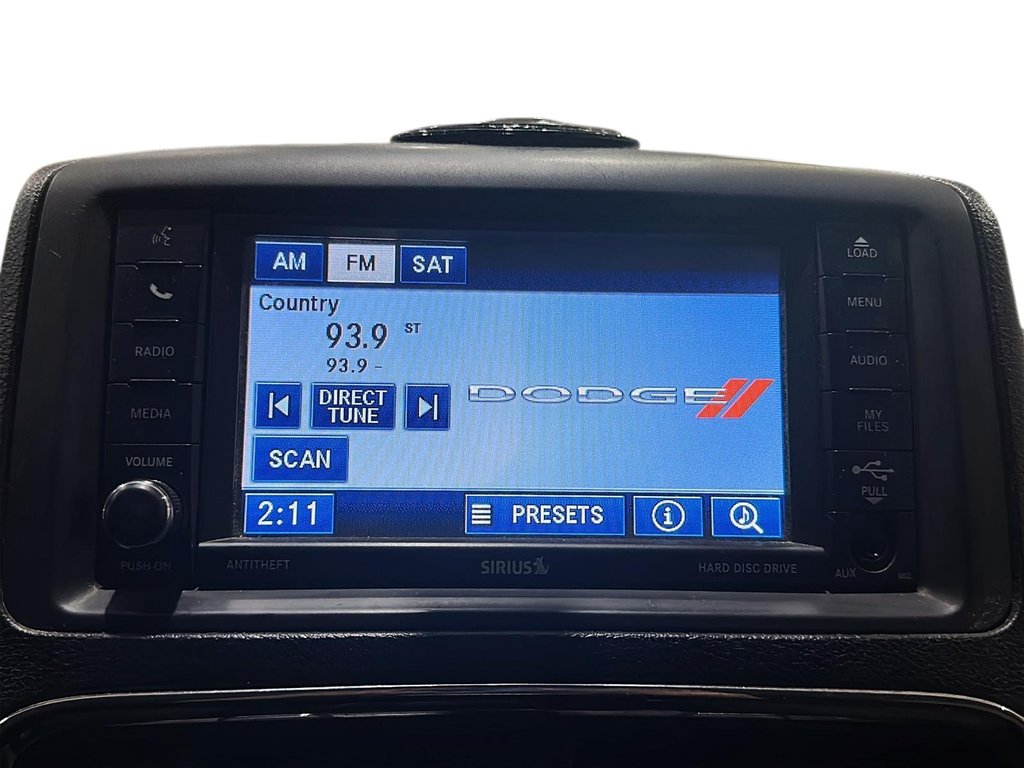 AM FM SAT
Country
93.9 ST
93.9 -
DIRECT
TUNE
DODGE
SCAN
2:11 PRESETS
RADIO
MEDIA
VOLUME
PUSH ON
ANTITHEFT
SIRIUS
HARD DISC DRIVE
LOAD
MENU
AUDIO
MY
FILES
PULL
AUX